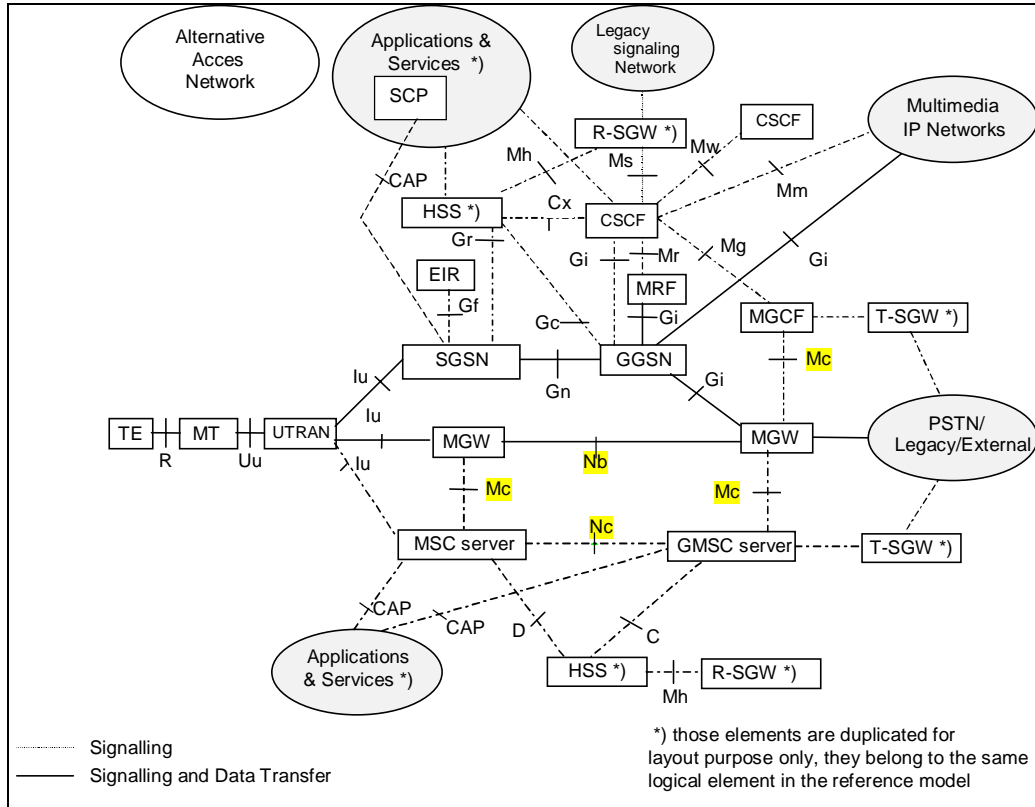 Alternative
Acces
Network
Applications &
Services *)
SCP
Legacy
signaling
Network
Multimedia
IP Networks
CSCF
R-SGW *)
Mh
Ms
Mw
Mm
CAP
HSS *)
Cx
CSCF
Gr
Gi
Mr
Mg
Gi
EIR
MRF
Gf
Gc
Gi
MGCF
T-SGW *)
SGSN
GGSN
Mc
Iu
Gn
Gi
Iu
TE
MT
UTRAN
MGW
MGW
PSTN/
Legacy/External
R
Uu
Iu
Nb
Mc
Mc
Nc
MSC server
GMSC server
T-SGW *)
CAP
CAP
D
C
Applications
& Services *)
HSS *)
R-SGW *)
Mh
Signalling
Signalling and Data Transfer
*) those elements are duplicated for
layout purpose only, they belong to the same
logical element in the reference model